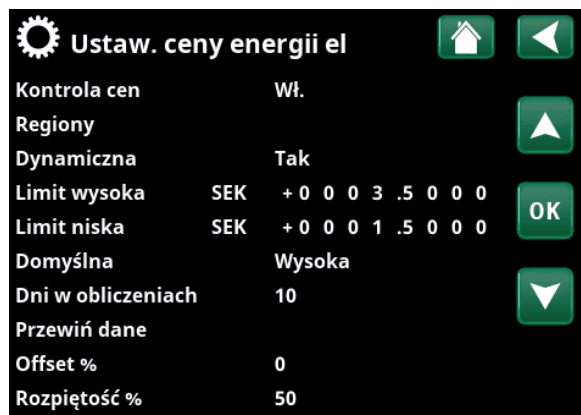 Ustaw. ceny energii el
Kontrola cen Wł.
Regiony
Dynamiczna Tak
Limit wysoka SEK +0 0 0 3 .5 0 0 0
OK
Limit niska SEK +0 0 0 1 .5 0 0 0
Domyślna Wysoka
Dni w obliczeniach 10
Przewiń dane
Offset % 0
Rozpiętość % 50